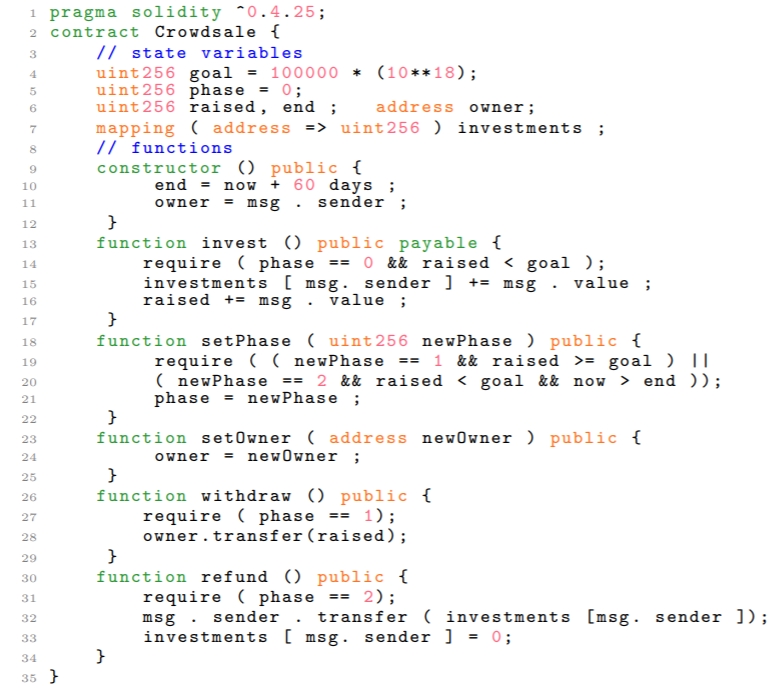 1 pragma solidity ^0.4.25;
2 contract Crowdsale {
3 // state variables
4 uint256 goal = 100000 * (10**18);
5 uint256 phase = 0;
6 uint256 raised, end ; address owner;
7 mapping ( address => uint256 ) investments ;
8 // functions
9 constructor () public {
10 end = now + 60 days ;
11 owner = msg . sender ;
12 }
13 function invest () public payable {
14 require ( phase == 0 && raised < goal );
15 investments [ msg. sender ] += msg . value ;
16 raised += msg . value ;
17 }
18 function setPhase ( uint256 newPhase ) public {
19 require ( ( newPhase == 1 && raised >= goal ) ||
20 ( newPhase == 2 && raised < goal && now > end ));
21 phase = newPhase ;
22 }
23 function setOwner ( address newOwner ) public {
24 owner = newOwner ;
25 }
26 function withdraw () public {
27 require ( phase == 1);
28 owner.transfer(raised);
29 }
30 function refund () public {
31 require ( phase == 2);
32 msg . sender . transfer ( investments [msg. sender ]);
33 investments [ msg. sender ] = 0;
34 }
35 }